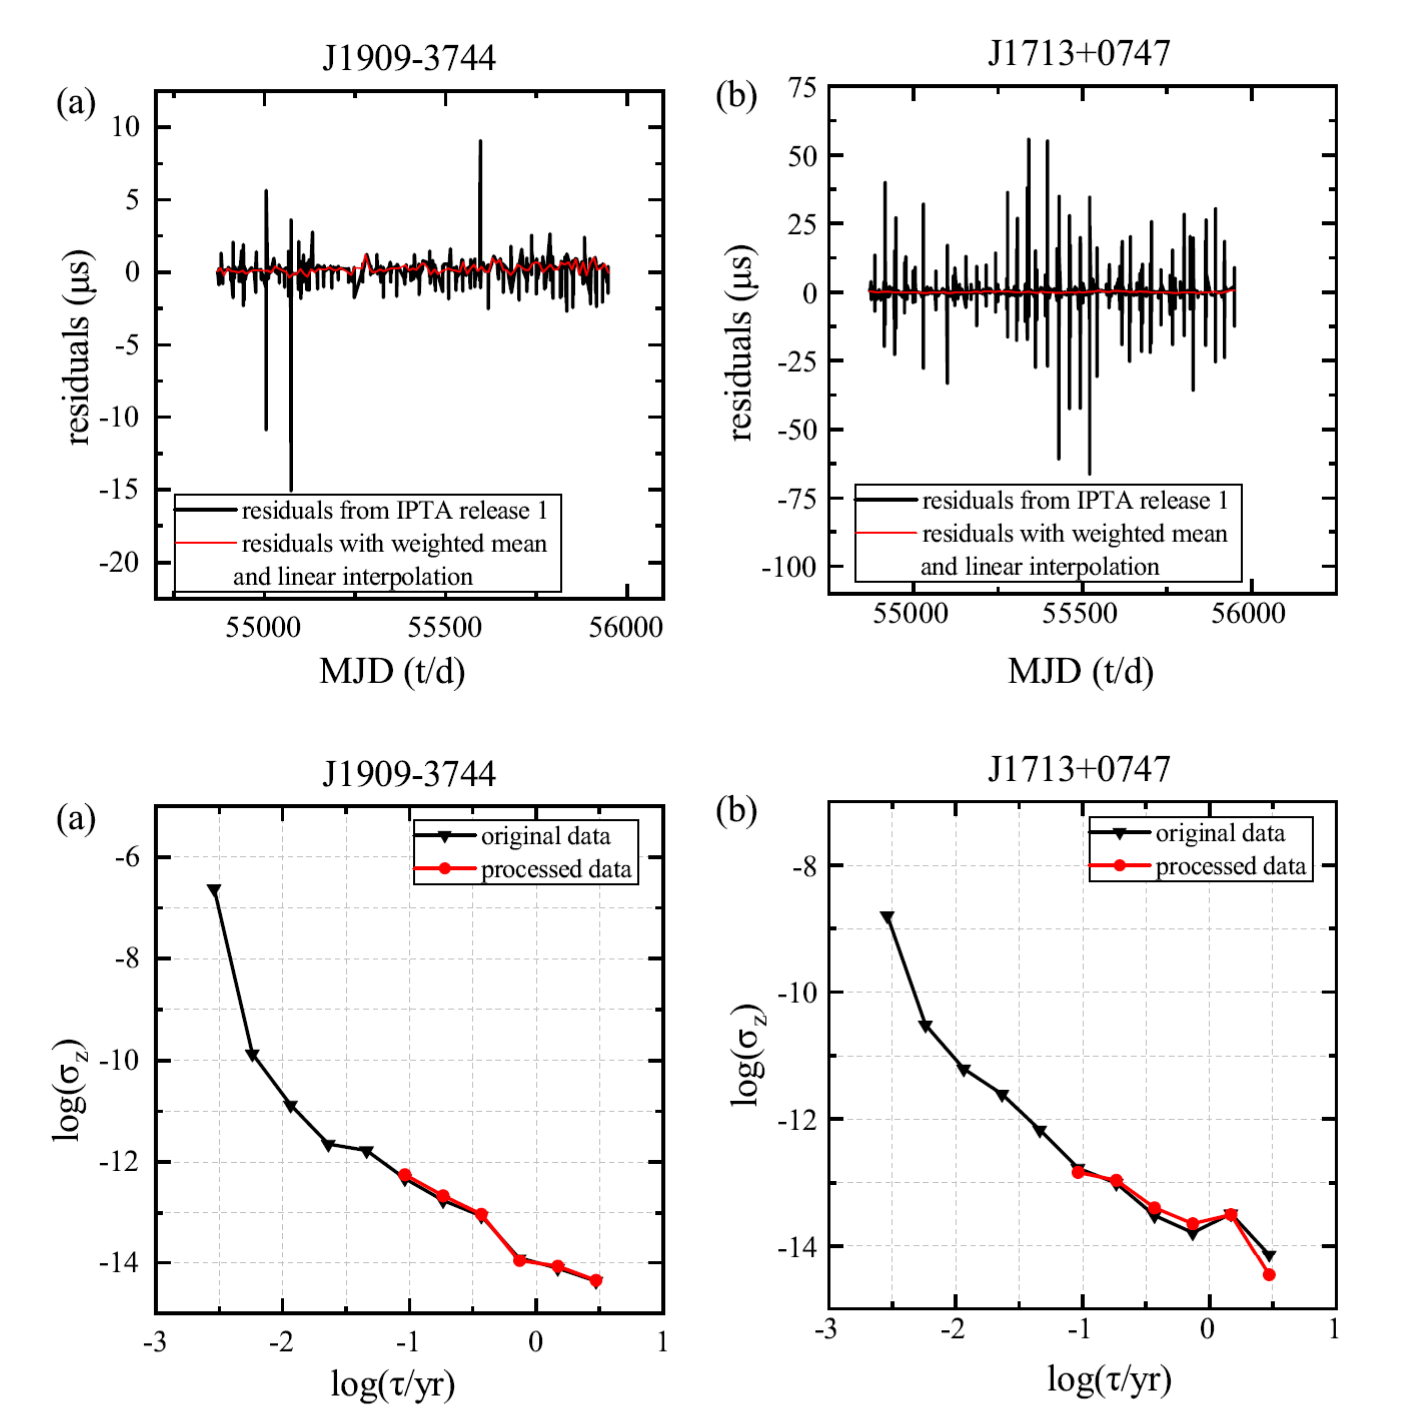 J1909-3744
(a)
10
5
0
-5
-10
-15
-20
residuals (μs)
residuals from IPTA release 1
residuals with weighted mean
and linear interpolation
55000
55500
56000
MJD (t/d)
J1713+0747
(b)
75
50
25
0
-25
-50
-75
-100
residuals (μs)
residuals from IPTA release 1
residuals with weighted mean
and linear interpolation
55000
55500
56000
MJD (t/d)
J1909-3744
(a)
original data
processed data
-6
-8
-10
-12
-14
log(σz)
-3
-2
-1
0
1
log(τ/yr)
J1713+0747
(b)
original data
processed data
-8
-10
-12
-14
log(σz)
-3
-2
-1
0
1
log(τ/yr)